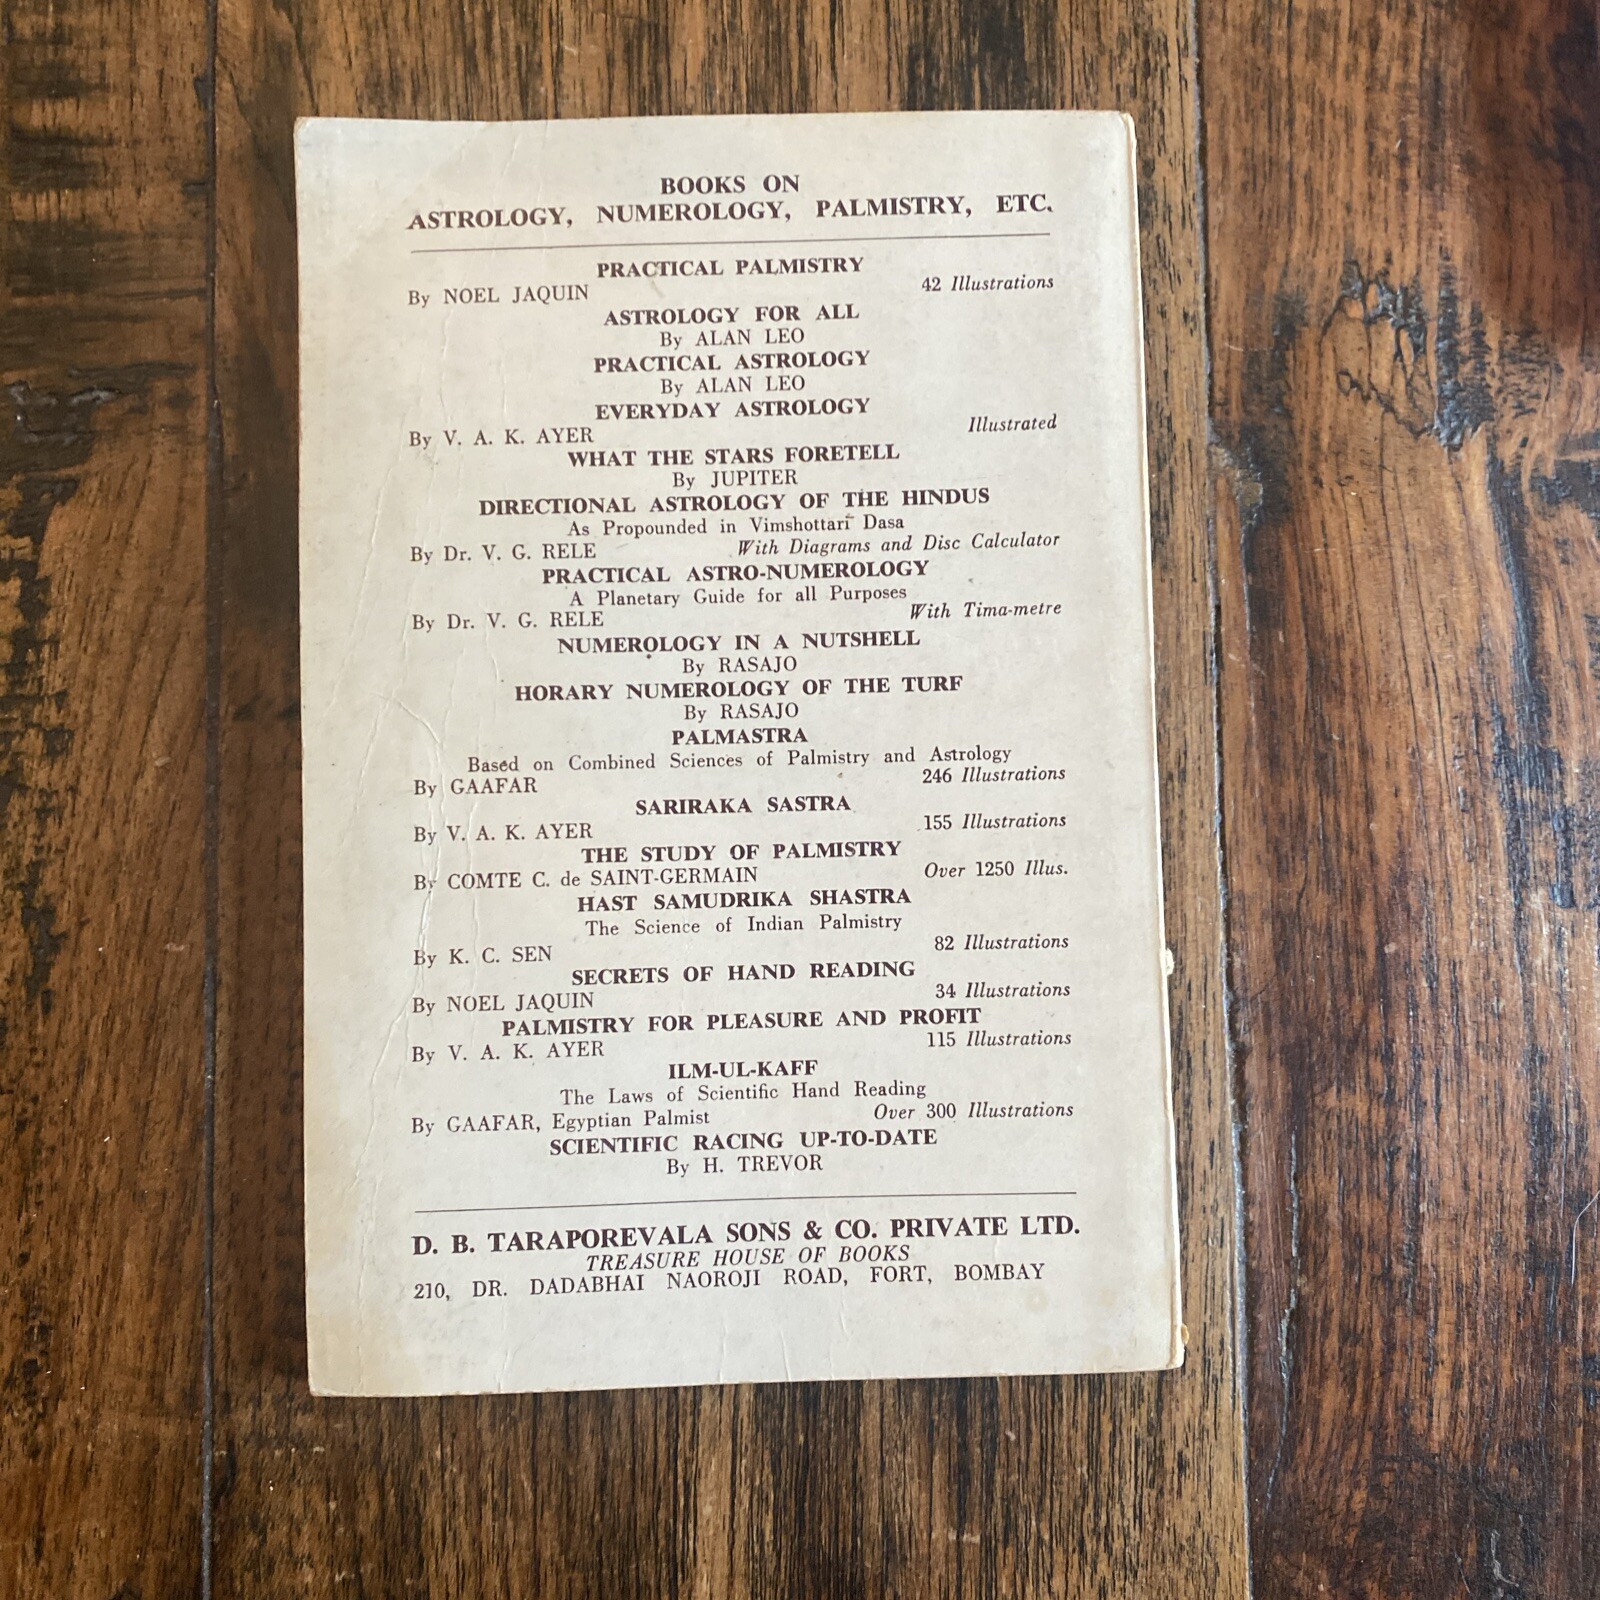 BOOKS ON
ASTROLOGY, NUMEROLOGY, PALMISTRY, ETC.
PRACTICAL PALMISTRY
By NOEL JAQUIN 42 Illustrations
ASTROLOGY FOR ALL
By ALAN LEO
PRACTICAL ASTROLOGY
By ALAN LEO
EVERYDAY ASTROLOGY
By V. A. K. AYER Illustrated
WHAT THE STARS FORETELL
By JUPITER
DIRECTIONAL ASTROLOGY OF THE HINDUS
As Propounded in Vimshottari Dasa
By Dr. V. G. RELE With Diagrams and Disc Calculator
PRACTICAL ASTRO-NUMEROLOGY
A Planetary Guide for all Purposes
By Dr. V. G. RELE With Tima-metre
NUMEROLOGY IN A NUTSHELL
By RASAJO
HORARY NUMEROLOGY OF THE TURF
By RASAJO
PALMASTRA
Based on Combined Sciences of Palmistry and Astrology
By GAAFAR 246 Illustrations
SARIRAKA SASTRA
By V. A. K. AYER 155 Illustrations
THE STUDY OF PALMISTRY
By COMTE C. de SAINT-GERMAIN Over 1250 Illus.
HAST SAMUDRIKA SHASTRA
The Science of Indian Palmistry
By K. C. SEN 82 Illustrations
SECRETS OF HAND READING
By NOEL JAQUIN 34 Illustrations
PALMISTRY FOR PLEASURE AND PROFIT
By V. A. K. AYER 115 Illustrations
ILM-UL-KAFF
The Laws of Scientific Hand Reading
By GAAFAR, Egyptian Palmist Over 300 Illustrations
SCIENTIFIC RACING UP-TO-DATE
By H. TREVOR
D. B. TARAPOREVALA SONS & CO. PRIVATE LTD.
TREASURE HOUSE OF BOOKS
210, DR. DADABHAI NAOROJI ROAD, FORT, BOMBAY